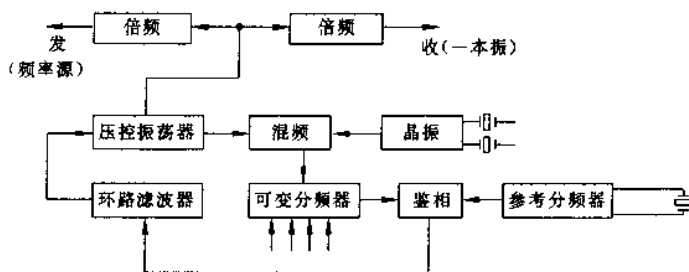 倍频
倍频
发
(频率源)
收(一本振)
压控振荡器
混频
晶振
环路滤波器
可变分频器
鉴相
参考分频器